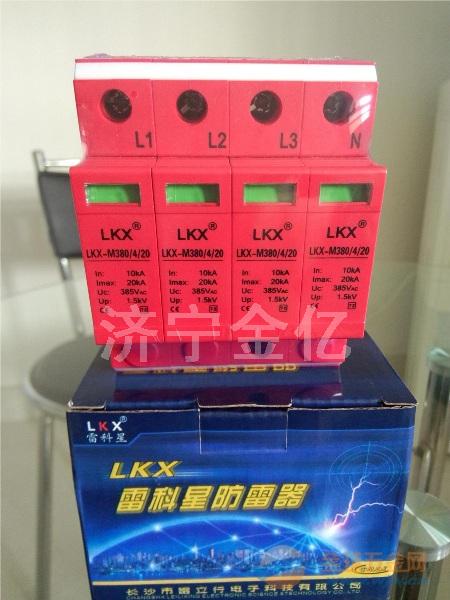 L1 L2 L3 N
LKX® LKX® LKX® LKX®
LKX-M380/4/20 LKX-M380/4/20 LKX-M380/4/20 LKX-M380/4/20
In: 10kA In: 10kA In: 10kA In: 10kA
Imax: 20kA Imax: 20kA Imax: 20kA Imax: 20kA
Uc: 385VAC Uc: 385VAC Uc: 385VAC Uc: 385VAC
Up: 1.5kV Up: 1.5kV Up: 1.5kV Up: 1.5kV
CE CE CE CE
济宁金亿
LKX®
雷科星
LKX
雷科星防雷器
长沙市雷立行电子科技有限公司